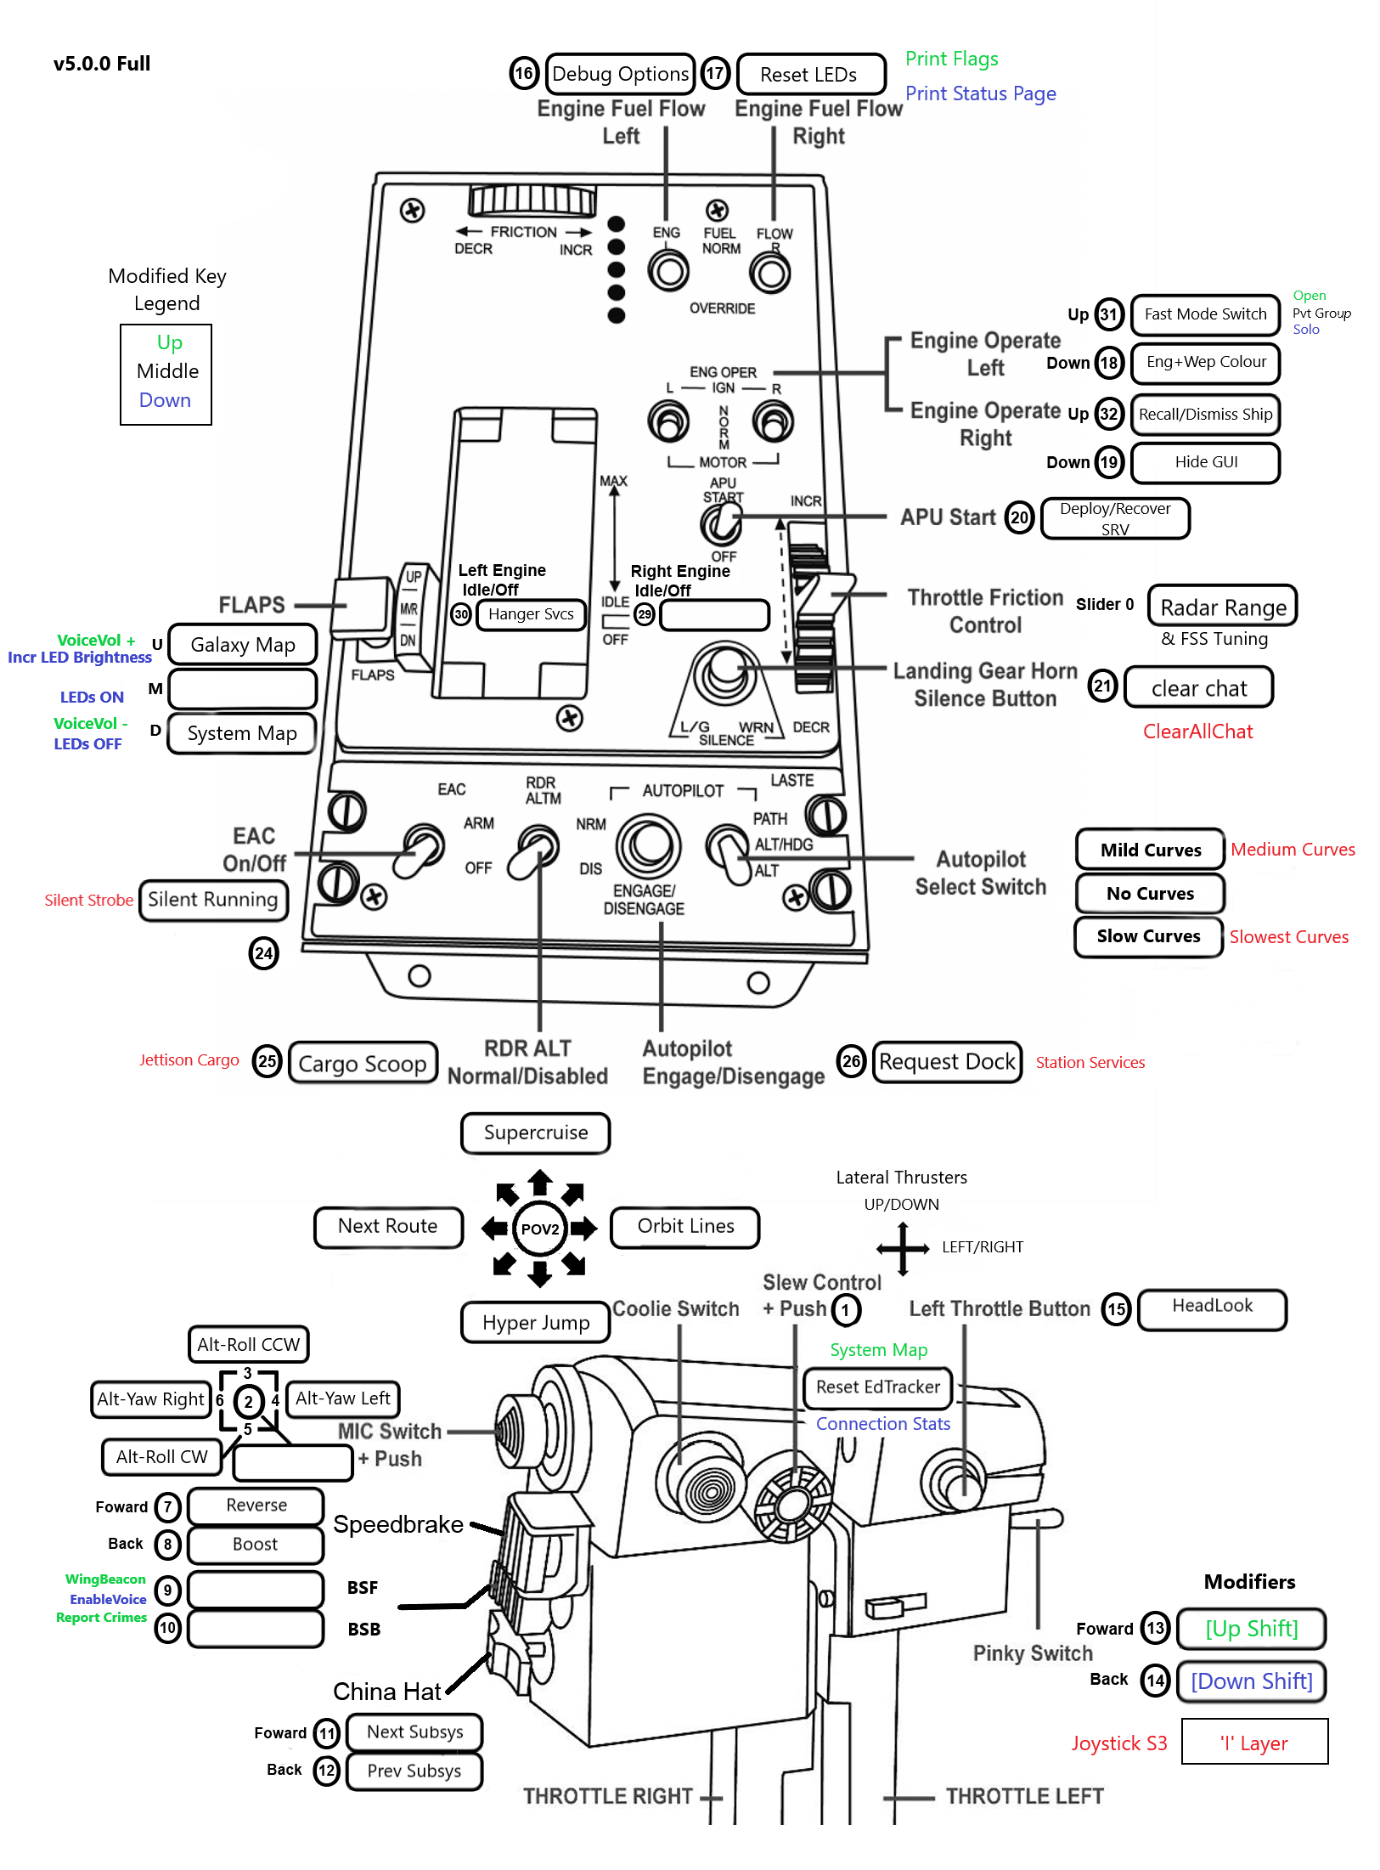 v5.0.0 Full
16 Debug Options 17 Reset LEDs
Print Flags
Print Status Page
Engine Fuel Flow
Left
Engine Fuel Flow
Right
FRICTION
DECR
INCR
ENG
L
FUEL
NORM
FLOW
R
OVERRIDE
Modified Key
Legend
Up
Middle
Down
Engine Operate
Left
Up 31 Fast Mode Switch
Open
Pvt Group
Solo
Down 18 Eng+Wep Colour
Engine Operate
Right
Up 32 Recall/Dismiss Ship
Down 19 Hide GUI
ENG OPER
L IGN R
NORM
MOTOR
MAX
APU
START
OFF
INCR
APU Start 20 Deploy/Recover
SRV
Left Engine
Idle/Off
30 Hanger Svcs
Right Engine
Idle/Off
29
IDLE
OFF
UP
MVR
DN
FLAPS
FLAPS
Throttle Friction
Control
Slider 0 Radar Range
& FSS Tuning
VoiceVol +
Incr LED Brightness
U Galaxy Map
LEDs ON
M
VoiceVol -
LEDs OFF
D System Map
Landing Gear Horn
Silence Button
21 clear chat
ClearAllChat
L/G WRN
SILENCE
DECR
EAC
RDR
ALTM
AUTOPILOT
LASTE
ARM
OFF
NRM
DIS
PATH
ALT/HDG
ALT
ENGAGE/
DISENGAGE
EAC
On/Off
Silent Strobe Silent Running
24
Autopilot
Select Switch
Mild Curves Medium Curves
No Curves
Slow Curves Slowest Curves
Jettison Cargo 25 Cargo Scoop
RDR ALT
Normal/Disabled
Autopilot
Engage/Disengage
26 Request Dock Station Services
Supercruise
Next Route POV2 Orbit Lines
Hyper Jump
Lateral Thrusters
UP/DOWN
LEFT/RIGHT
Coolie Switch
Slew Control
+ Push 1
Left Throttle Button 15 HeadLook
System Map
Reset EdTracker
Connection Stats
Alt-Roll CCW
3
Alt-Yaw Right 6 2 4 Alt-Yaw Left
5
Alt-Roll CW
MIC Switch
+ Push
Foward 7 Reverse
Back 8 Boost
Speedbrake
WingBeacon
EnableVoice
9 BSF
Report Crimes
10 BSB
China Hat
Foward 11 Next Subsys
Back 12 Prev Subsys
Pinky Switch
Modifiers
Foward 13 [Up Shift]
Back 14 [Down Shift]
Joystick S3 'I' Layer
THROTTLE RIGHT
THROTTLE LEFT